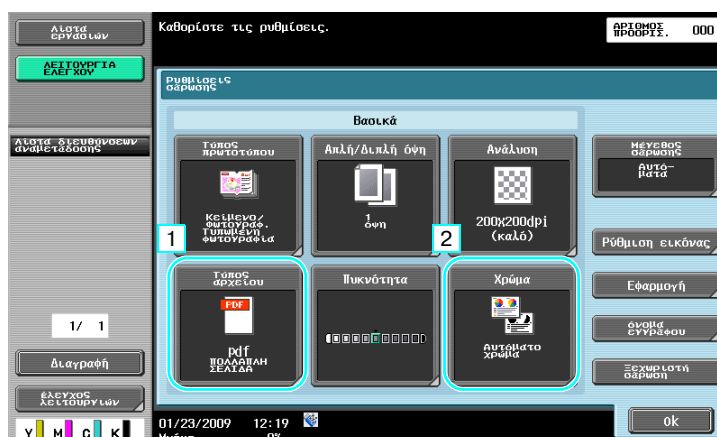 Λίστα
εργασιών
Καθορίστε τις ρυθμίσεις.
ΑΡΙΘΜΟΣ
ΠΡΟΟΡΙΣ.
000
ΛΕΙΤΟΥΡΓΙΑ
ΕΛΕΓΧΟΥ
Ρυθμίσεις
σάρωσης
Βασικά
Λίστα διευθύνσεων
αναμετάδοσης
Τύπος
πρωτοτύπου
Απλή/Διπλή όψη
Ανάλυση
Μέγεθος
σάρωσης
Αυτό-
ματα
Κείμενο/
Φωτογραφ.
Τυπωμένη
φωτογραφία
1
όψη
200X200dpi
(καλό)
1
2
Ρύθμιση εικόνας
Τύπος
αρχείου
Πυκνότητα
Χρώμα
Εφαρμογή
PDF
pdf
ΠΟΛΛΑΠΛΗ
ΣΕΛΙΔΑ
Αυτόματο
χρώμα
1/ 1
όνομα
εγγράφου
Διαγραφή
Ξεχωριστή
σάρωση
έλεγχος
λειτουργιών
ok
01/23/2009 12:19
Μνήμη 0%
Y M C K